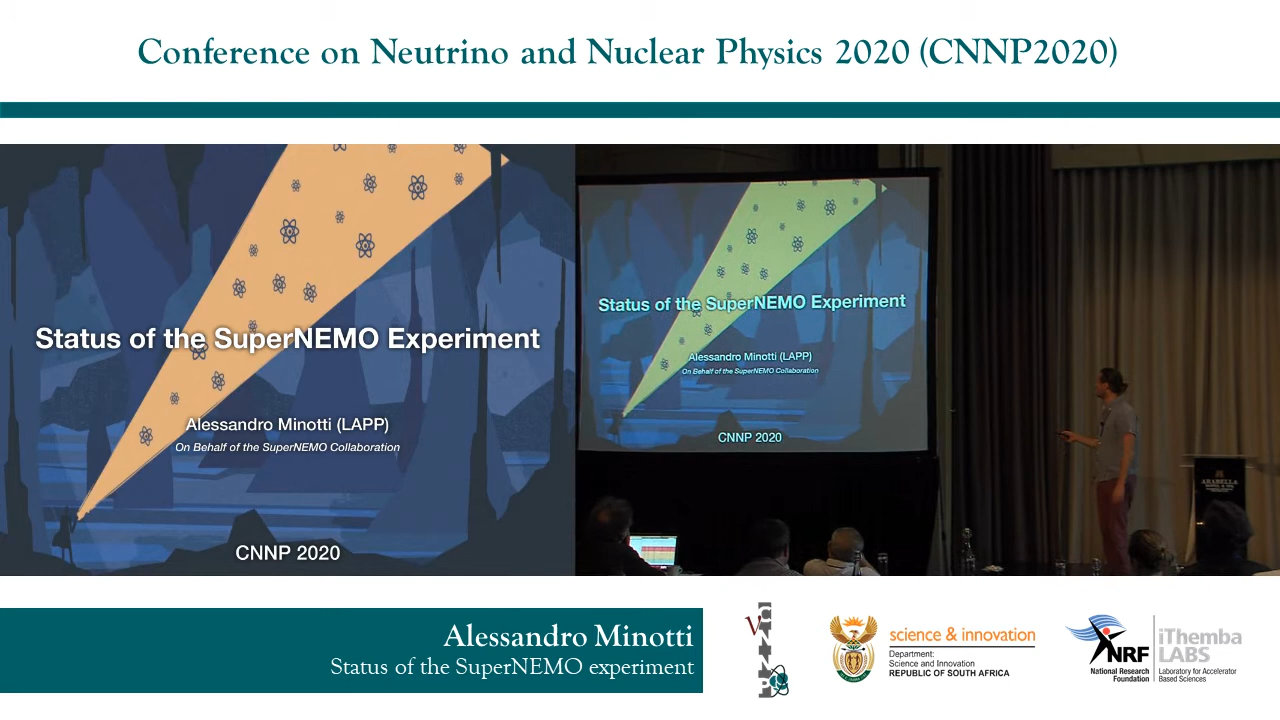 Conference on Neutrino and Nuclear Physics 2020 (CNNP2020)
Status of the SuperNEMO Experiment
Alessandro Minotti (LAPP)
On Behalf of the SuperNEMO Collaboration
CNNP 2020
Status of the SuperNEMO Experiment
Alessandro Minotti (LAPP)
On Behalf of the SuperNEMO Collaboration
CNNP 2020
ARABELLA
Alessandro Minotti
Status of the SuperNEMO experiment
νCNNP
science & innovation
Department:
Science and Innovation
REPUBLIC OF SOUTH AFRICA
NRF
National Research
Foundation
iThemba
LABS
Laboratory for Accelerator
Based Sciences